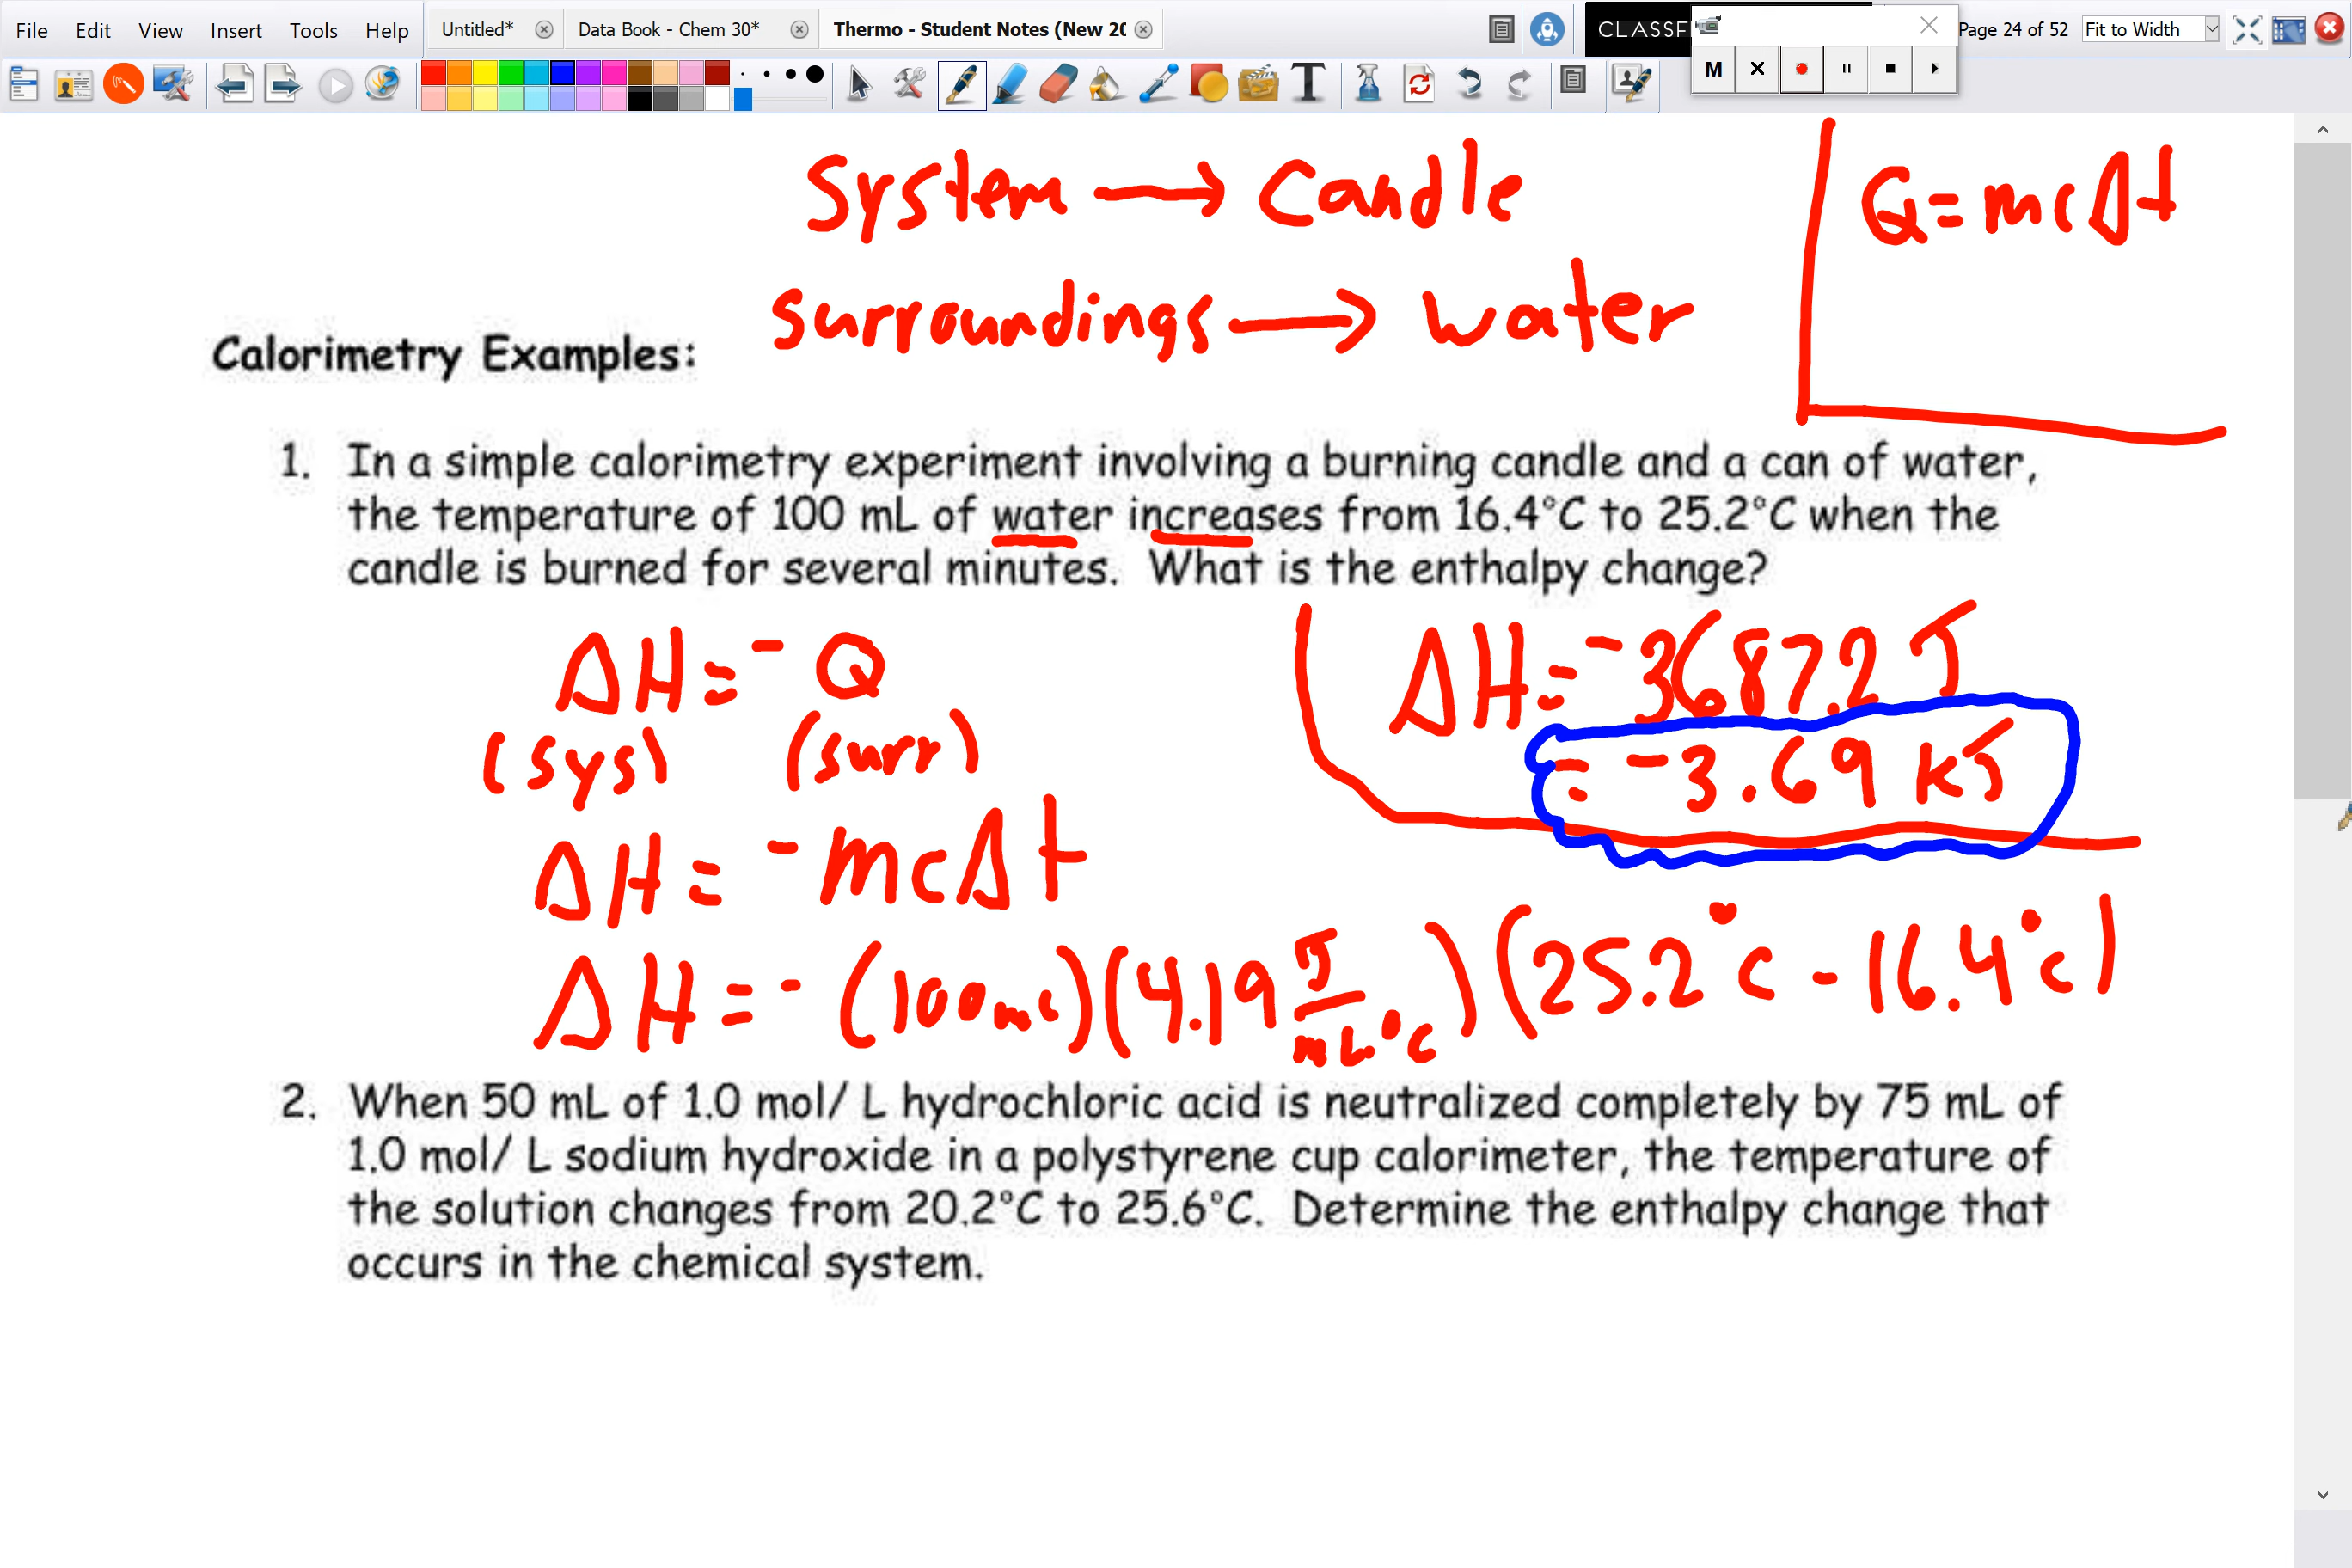 File Edit View Insert Tools Help Untitled* Data Book - Chem 30* Thermo - Student Notes (New 20 CLASSF Page 24 of 52 Fit to Width
M
System → Candle
Q=mcΔt
surroundings → water
Calorimetry Examples:
1. In a simple calorimetry experiment involving a burning candle and a can of water,
the temperature of 100 mL of water increases from 16.4°C to 25.2°C when the
candle is burned for several minutes. What is the enthalpy change?
ΔH = - Q
(sys) (surr)
ΔH = -3687.2 J
= -3.69 kJ
ΔH = -mcΔt
ΔH = - (100mL)(4.19 J/mL·°C)(25.2°C - 16.4°C)
2. When 50 mL of 1.0 mol/ L hydrochloric acid is neutralized completely by 75 mL of
1.0 mol/ L sodium hydroxide in a polystyrene cup calorimeter, the temperature of
the solution changes from 20.2°C to 25.6°C. Determine the enthalpy change that
occurs in the chemical system.